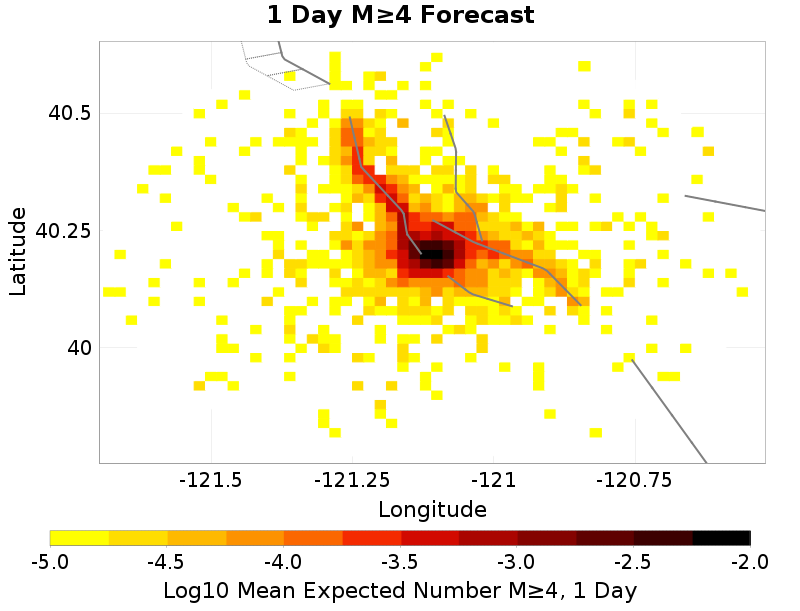 1 Day M≥4 Forecast
Latitude
40.5
40.25
40
-121.5 -121.25 -121 -120.75
Longitude
-5.0 -4.5 -4.0 -3.5 -3.0 -2.5 -2.0
Log10 Mean Expected Number M≥4, 1 Day